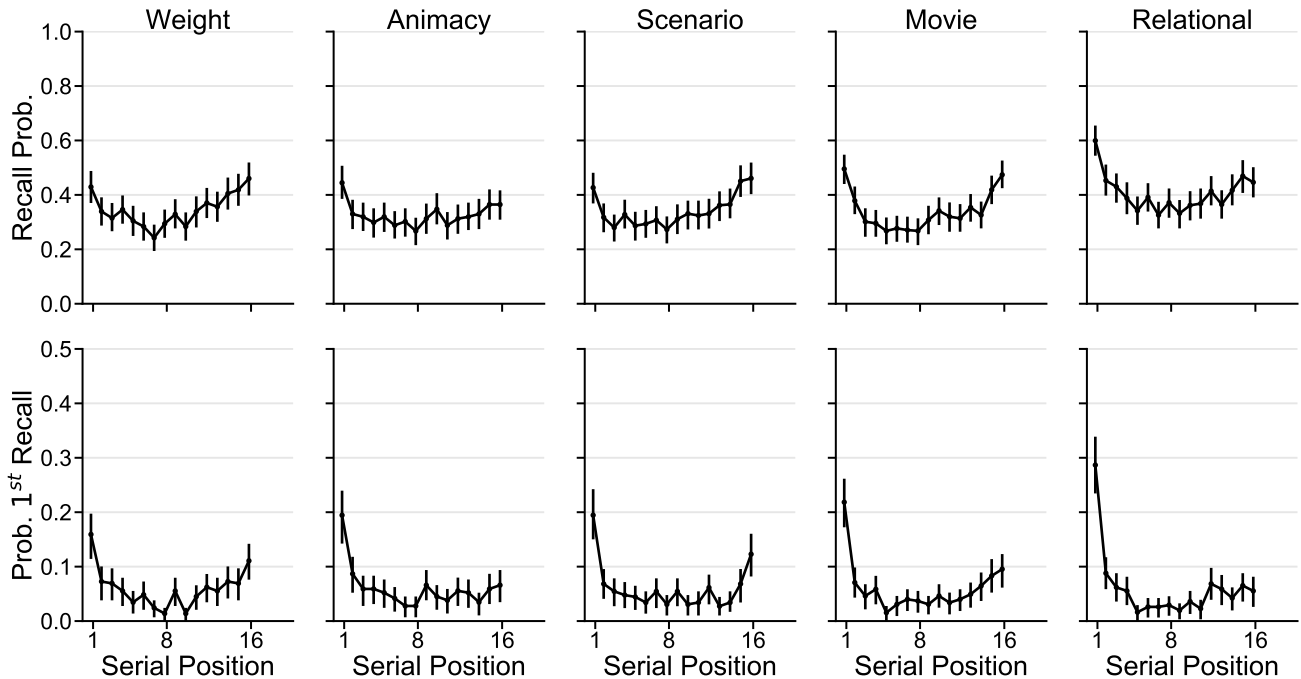 Weight Animacy Scenario Movie Relational
Recall Prob.
1.0
0.8
0.6
0.4
0.2
0.0
Prob. 1st Recall
0.5
0.4
0.3
0.2
0.1
0.0
1 8 16 1 8 16 1 8 16 1 8 16 1 8 16
Serial Position Serial Position Serial Position Serial Position Serial Position